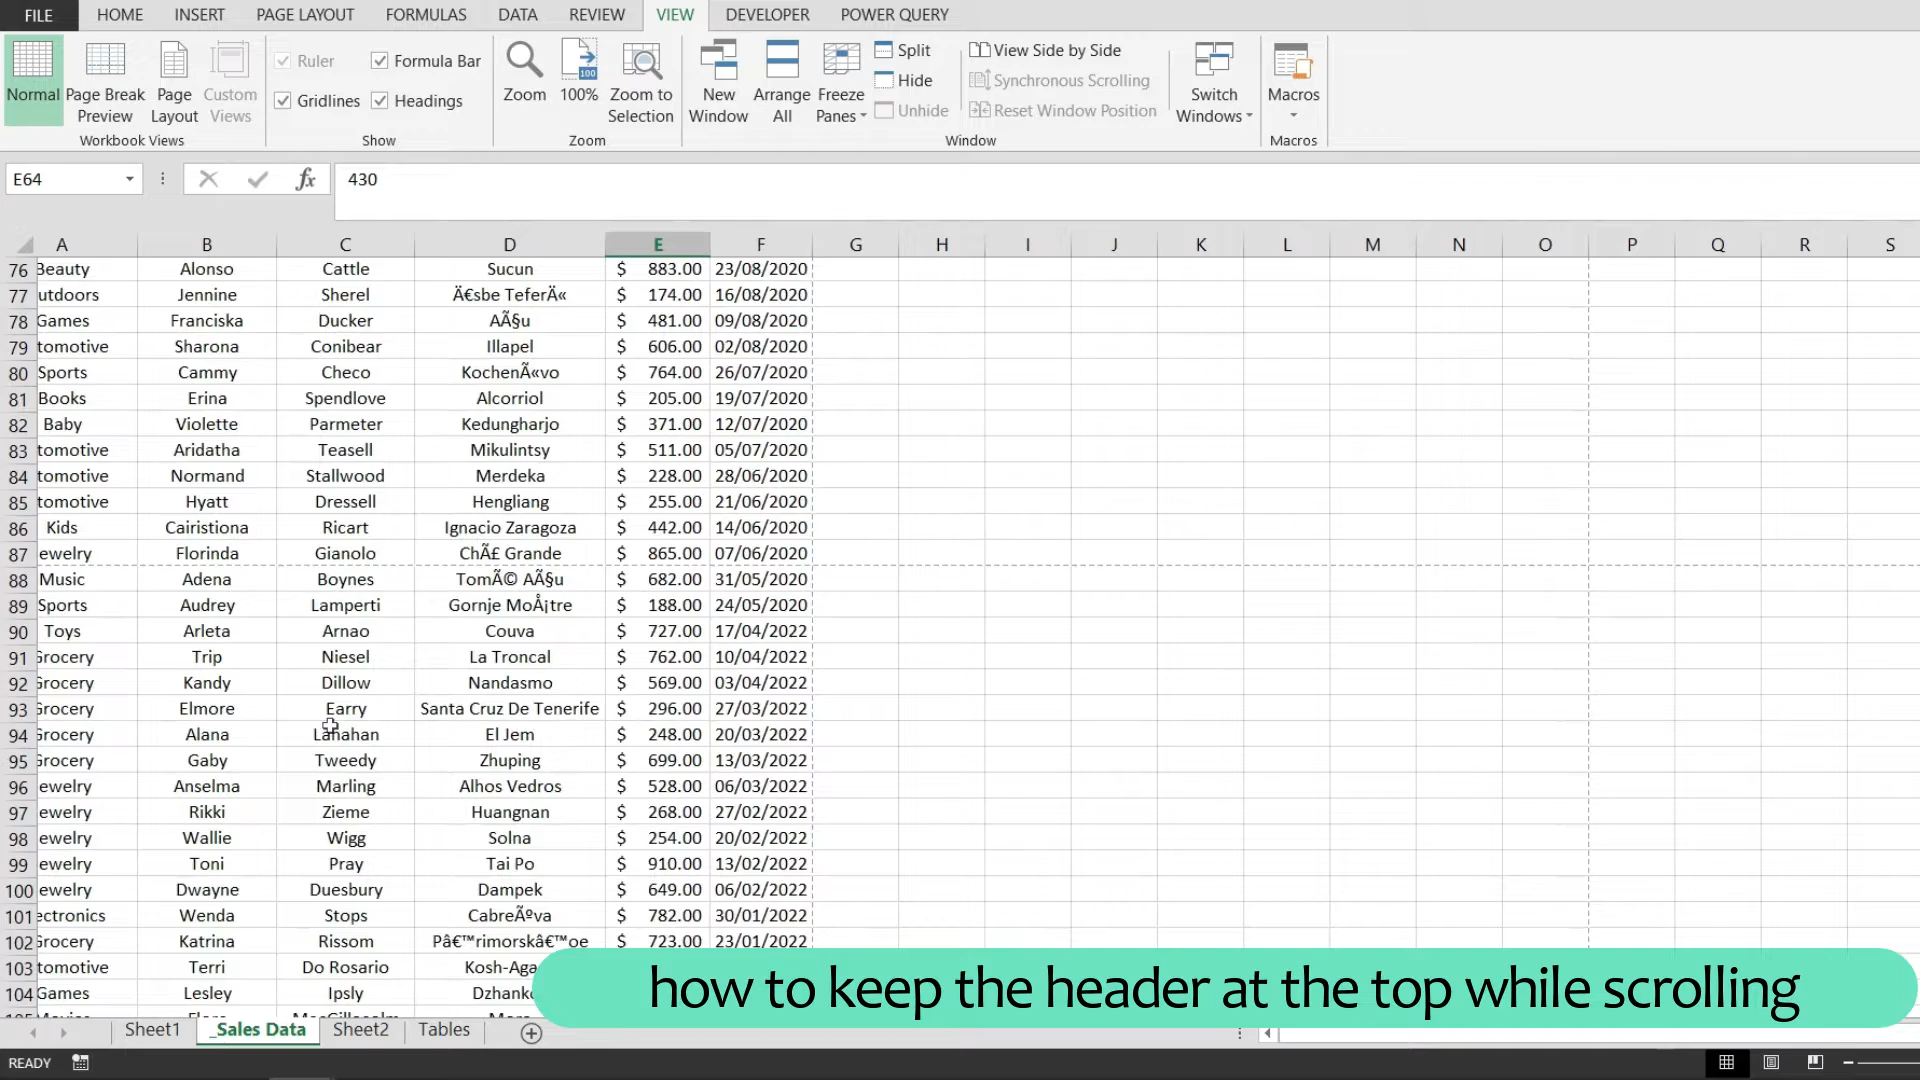 FILE HOME INSERT PAGE LAYOUT FORMULAS DATA REVIEW VIEW DEVELOPER POWER QUERY
Normal Page Break Preview Page Layout Custom Views
Workbook Views
Ruler Formula Bar
Gridlines Headings
Show
Zoom 100% Zoom to Selection
Zoom
New Window Arrange All Freeze Panes
Split
Hide
Unhide
View Side by Side
Synchronous Scrolling
Reset Window Position
Window
Switch Windows
Macros
Macros
E64 fx 430
A B C D E F G H I J K L M N O P Q R S
76 Beauty Alonso Cattle Sucun $ 883.00 23/08/2020
77 utdoors Jennine Sherel Ä€sbe TeferÄ« $ 174.00 16/08/2020
78 Games Franciska Ducker AÃ§u $ 481.00 09/08/2020
79 tomotive Sharona Conibear Illapel $ 606.00 02/08/2020
80 Sports Cammy Checo KochenÄ«vo $ 764.00 26/07/2020
81 Books Erina Spendlove Alcorriol $ 205.00 19/07/2020
82 Baby Violette Parmeter Kedungharjo $ 371.00 12/07/2020
83 tomotive Aridatha Teasell Mikulintsy $ 511.00 05/07/2020
84 tomotive Normand Stallwood Merdeka $ 228.00 28/06/2020
85 tomotive Hyatt Dressell Hengliang $ 255.00 21/06/2020
86 Kids Cairistiona Ricart Ignacio Zaragoza $ 442.00 14/06/2020
87 ewelry Florinda Gianolo ChÃ£ Grande $ 865.00 07/06/2020
88 Music Adena Boynes TomÃ© AÃ§u $ 682.00 31/05/2020
89 Sports Audrey Lamperti Gornje MoÅ¡tre $ 188.00 24/05/2020
90 Toys Arleta Arnao Couva $ 727.00 17/04/2022
91 Grocery Trip Niesel La Troncal $ 762.00 10/04/2022
92 Grocery Kandy Dillow Nandasmo $ 569.00 03/04/2022
93 Grocery Elmore Earry Santa Cruz De Tenerife $ 296.00 27/03/2022
94 Grocery Alana Lanahan El Jem $ 248.00 20/03/2022
95 Grocery Gaby Tweedy Zhuping $ 699.00 13/03/2022
96 ewelry Anselma Marling Alhos Vedros $ 528.00 06/03/2022
97 ewelry Rikki Zieme Huangnan $ 268.00 27/02/2022
98 ewelry Wallie Wigg Solna $ 254.00 20/02/2022
99 ewelry Toni Pray Tai Po $ 910.00 13/02/2022
100 ewelry Dwayne Duesbury Dampek $ 649.00 06/02/2022
101 ectronics Wenda Stops CabreÃºva $ 782.00 30/01/2022
102 Grocery Katrina Rissom Pâ€™rimorskâ€™oe $ 723.00 23/01/2022
103 tomotive Terri Do Rosario Kosh-Aga
104 Games Lesley Ipsly Dzhank
how to keep the header at the top while scrolling
Sheet1 _Sales Data Sheet2 Tables
READY